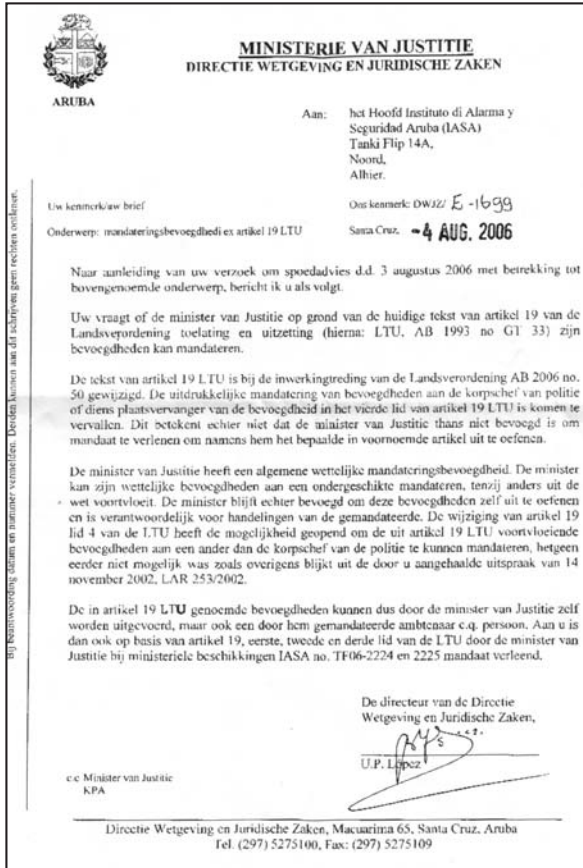 MINISTERIE VAN JUSTITIE
DIRECTIE WETGEVING EN JURIDISCHE ZAKEN
ARUBA
Aan: het Hoofd Instituto di Alarma y
Seguridad Aruba (IASA)
Tanki Flip 14A,
Noord,
Alhier.
Uw kenmerk/uw brief
Ons kenmerk: DWJZ/ E-1699
Onderwerp: mandateringsbevoegdhedi ex artikel 19 LTU
Santa Cruz, -4 AUG. 2006
Naar aanleiding van uw verzoek om spoedadvies d.d. 3 augustus 2006 met betrekking tot
bovengenoemde onderwerp, bericht ik u als volgt.
Uw vraagt of de minister van Justitie op grond van de huidige tekst van artikel 19 van de
Landsverordening toelating en uitzetting (hierna: LTU, AB 1993 no GT 33) zijn
bevoegdheden kan mandateren.
De tekst van artikel 19 LTU is bij de inwerkingtreding van de Landsverordening AB 2006 no.
50 gewijzigd. De uitdrukkelijke mandatering van bevoegdheden aan de korpschef van politie
of diens plaatsvervanger van de bevoegdheid in het vierde lid van artikel 19 LTU is komen te
vervallen. Dit betekent echter niet dat de minister van Justitie thans niet bevoegd is om
mandaat te verlenen om namens hem het bepaalde in voornoemde artikel uit te oefenen.
De minister van Justitie heeft een algemene wettelijke mandateringsbevoegdheid. De minister
kan zijn wettelijke bevoegdheden aan een ondergeschikte mandateren, tenzij anders uit de
wet voortvloeit. De minister blijft echter bevoegd om deze bevoegdheden zelf uit te oefenen
en is verantwoordelijk voor handelingen van de gemandateerde. De wijziging van artikel 19
lid 4 van de LTU heeft de mogelijkheid geopend om de uit artikel 19 LTU voortvloeiende
bevoegdheden aan een ander dan de korpschef van de politie te kunnen mandateren, hetgeen
eerder niet mogelijk was zoals overigens blijkt uit de door u aangehaalde uitspraak van 14
november 2002, LAR 253/2002.
De in artikel 19 LTU genoemde bevoegdheden kunnen dus door de minister van Justitie zelf
worden uitgevoerd, maar ook een door hem gemandateerde ambtenaar c.q. persoon. Aan u is
dan ook op basis van artikel 19, eerste, tweede en derde lid van de LTU door de minister van
Justitie bij ministeriele beschikkingen IASA no. TF06-2224 en 2225 mandaat verleend.
De directeur van de Directie
Wetgeving en Juridische Zaken,
U.P. Lopez
c.c Minister van Justitie
KPA
Directie Wetgeving en Juridische Zaken, Macuarima 65, Santa Cruz, Aruba
Tel. (297) 5275100, Fax: (297) 5275109
Bij beantwoording datum en nummer vermelden. Derden kunnen aan dit schrijven geen rechten ontlenen.